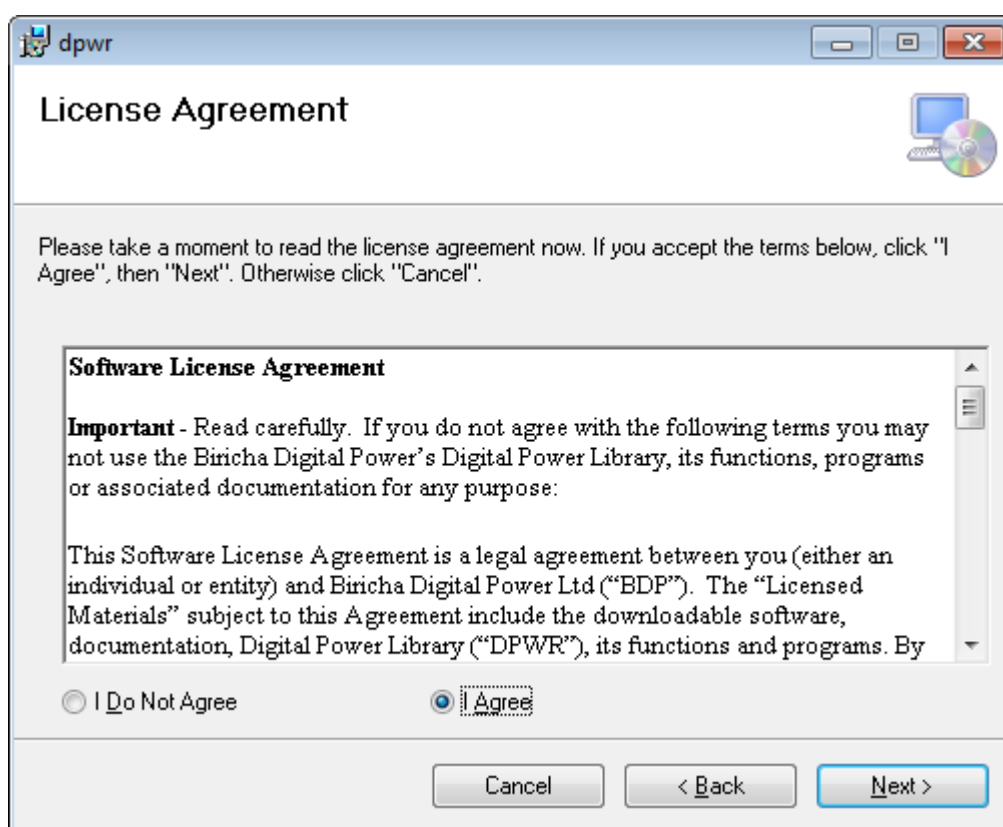 dpwr
License Agreement
Please take a moment to read the license agreement now. If you accept the terms below, click "I
Agree", then "Next". Otherwise click "Cancel".
Software License Agreement
Important - Read carefully.  If you do not agree with the following terms you may
not use the Biricha Digital Power’s Digital Power Library, its functions, programs
or associated documentation for any purpose:
This Software License Agreement is a legal agreement between you (either an
individual or entity) and Biricha Digital Power Ltd (“BDP”).  The “Licensed
Materials” subject to this Agreement include the downloadable software,
documentation, Digital Power Library (“DPWR”), its functions and programs. By
I Do Not Agree
I Agree
Cancel
< Back
Next >